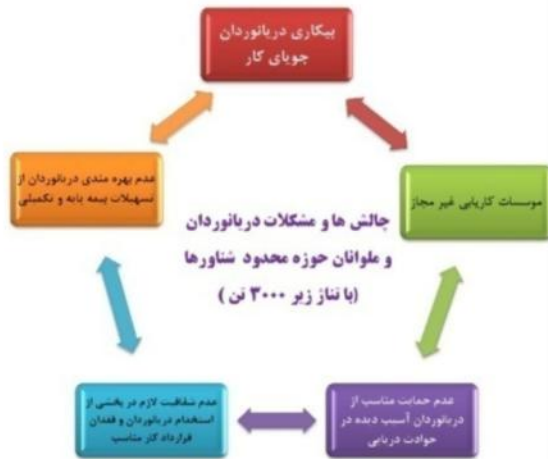 بیکاری دریانوردان
جویای کار
موسسات کاریابی غیر مجاز
عدم حمایت مناسب از
دریانوردان آسیب دیده در
حوادث دریایی
عدم شفافیت لازم در بخشی از
استخدام دریانوردان و فقدان
قرارداد کار مناسب
عدم بهره مندی دریانوردان از
تسهیلات بیمه پایه و تکمیلی
چالش ها و مشکلات دریانوردان
و ملوانان حوزه محدود شناورها
(با تناژ زیر ۳۰۰۰ تن )